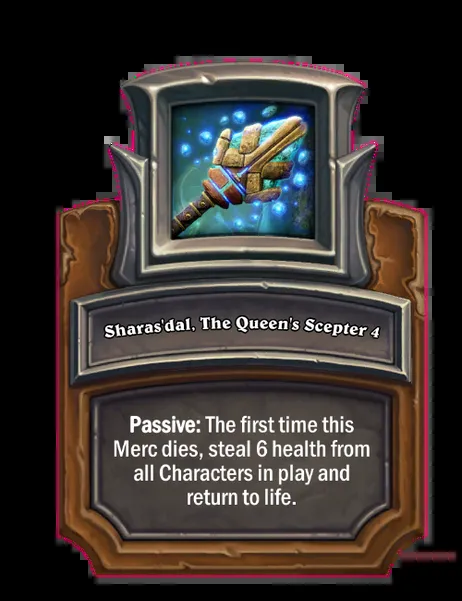 Sharas'dal, The Queen's Scepter 4
Passive: The first time this
Merc dies, steal 6 health from
all Characters in play and
return to life.